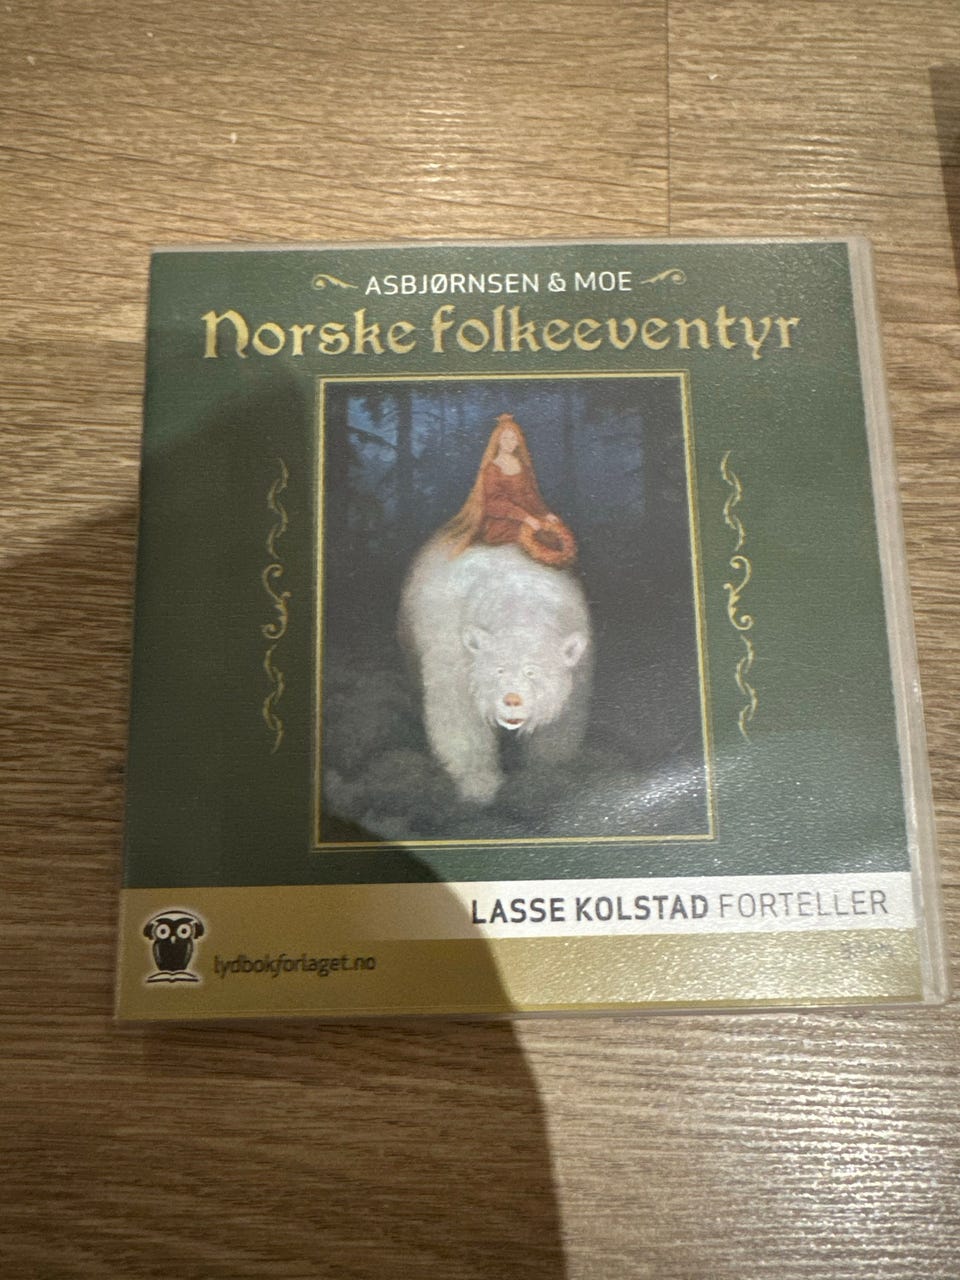 ASBJØRNSEN & MOE
Norske folkeeventyr
LASSE KOLSTAD FORTELLER
lydbokforlaget.no